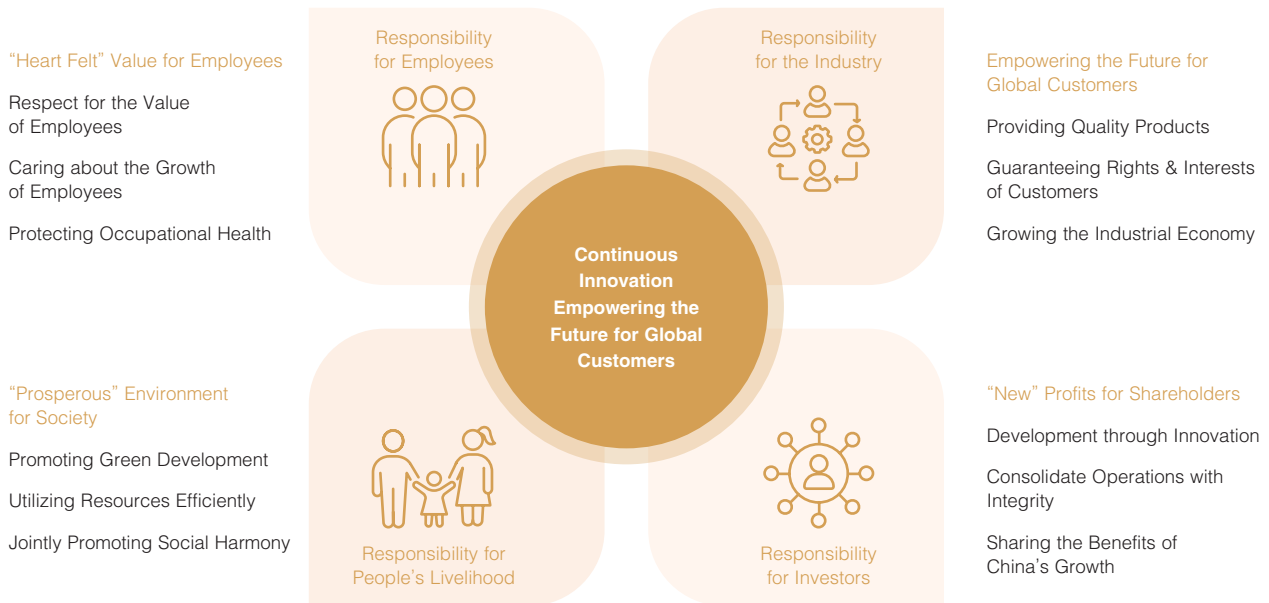 “Heart Felt” Value for Employees
Respect for the Value
of Employees
Caring about the Growth
of Employees
Protecting Occupational Health
Responsibility
for Employees
Responsibility
for the Industry
Empowering the Future for
Global Customers
Providing Quality Products
Guaranteeing Rights & Interests
of Customers
Growing the Industrial Economy
Continuous
Innovation
Empowering the
Future for Global
Customers
“Prosperous” Environment
for Society
Promoting Green Development
Utilizing Resources Efficiently
Jointly Promoting Social Harmony
Responsibility for
People’s Livelihood
Responsibility
for Investors
“New” Profits for Shareholders
Development through Innovation
Consolidate Operations with
Integrity
Sharing the Benefits of
China’s Growth